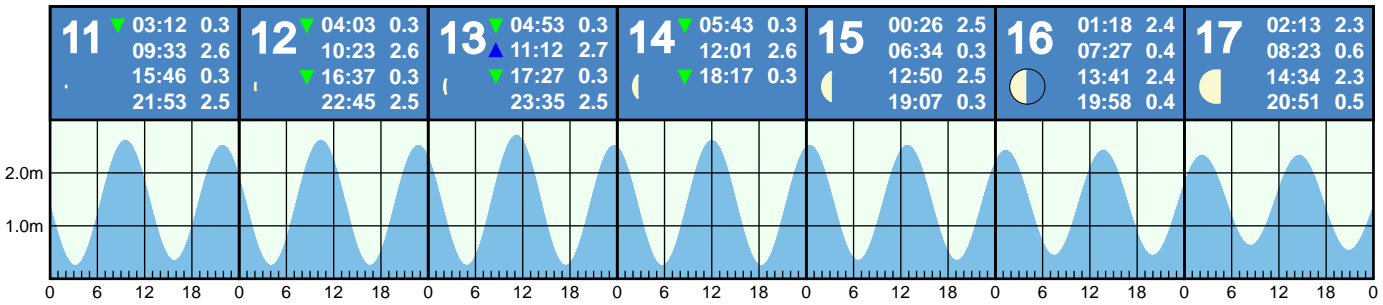 11 ▼ 03:12 0.3
09:33 2.6
15:46 0.3
21:53 2.5
12 ▼ 04:03 0.3
10:23 2.6
▼ 16:37 0.3
22:45 2.5
13 ▼ 04:53 0.3
▲ 11:12 2.7
▼ 17:27 0.3
23:35 2.5
14 ▼ 05:43 0.3
12:01 2.6
▼ 18:17 0.3
15 00:26 2.5
06:34 0.3
12:50 2.5
19:07 0.3
16 01:18 2.4
07:27 0.4
13:41 2.4
19:58 0.4
17 02:13 2.3
08:23 0.6
14:34 2.3
20:51 0.5
2.0m
1.0m
0 6 12 18 0 6 12 18 0 6 12 18 0 6 12 18 0 6 12 18 0 6 12 18 0 6 12 18 0